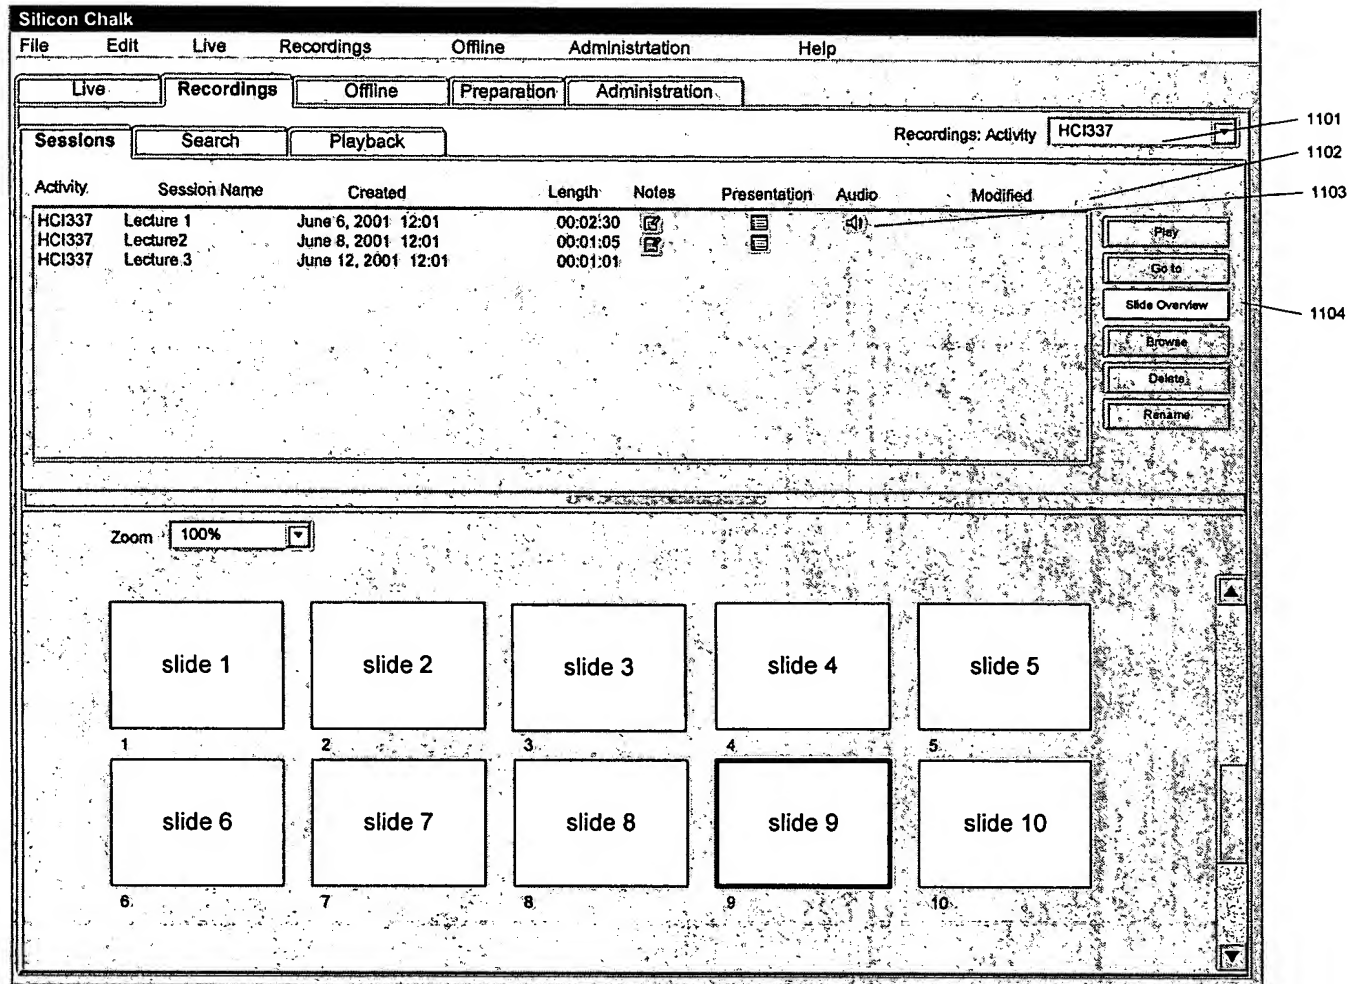 Silicon Chalk
File Edit Live Recordings Offline Administrtation Help
Live Recordings Offline Preparation Administration
Sessions Search Playback Recordings: Activity HCI337 1101
1102
Activity Session Name Created Length Notes Presentation Audio Modified 1103
HCI337 Lecture 1 June 6, 2001 12:01 00:02:30
HCI337 Lecture2 June 8, 2001 12:01 00:01:05
HCI337 Lecture 3 June 12, 2001 12:01 00:01:01
Play
Go to
Slide Overview 1104
Browse
Delete
Rename
Zoom 100%
slide 1 slide 2 slide 3 slide 4 slide 5
1 2 3 4 5
slide 6 slide 7 slide 8 slide 9 slide 10
6 7 8 9 10